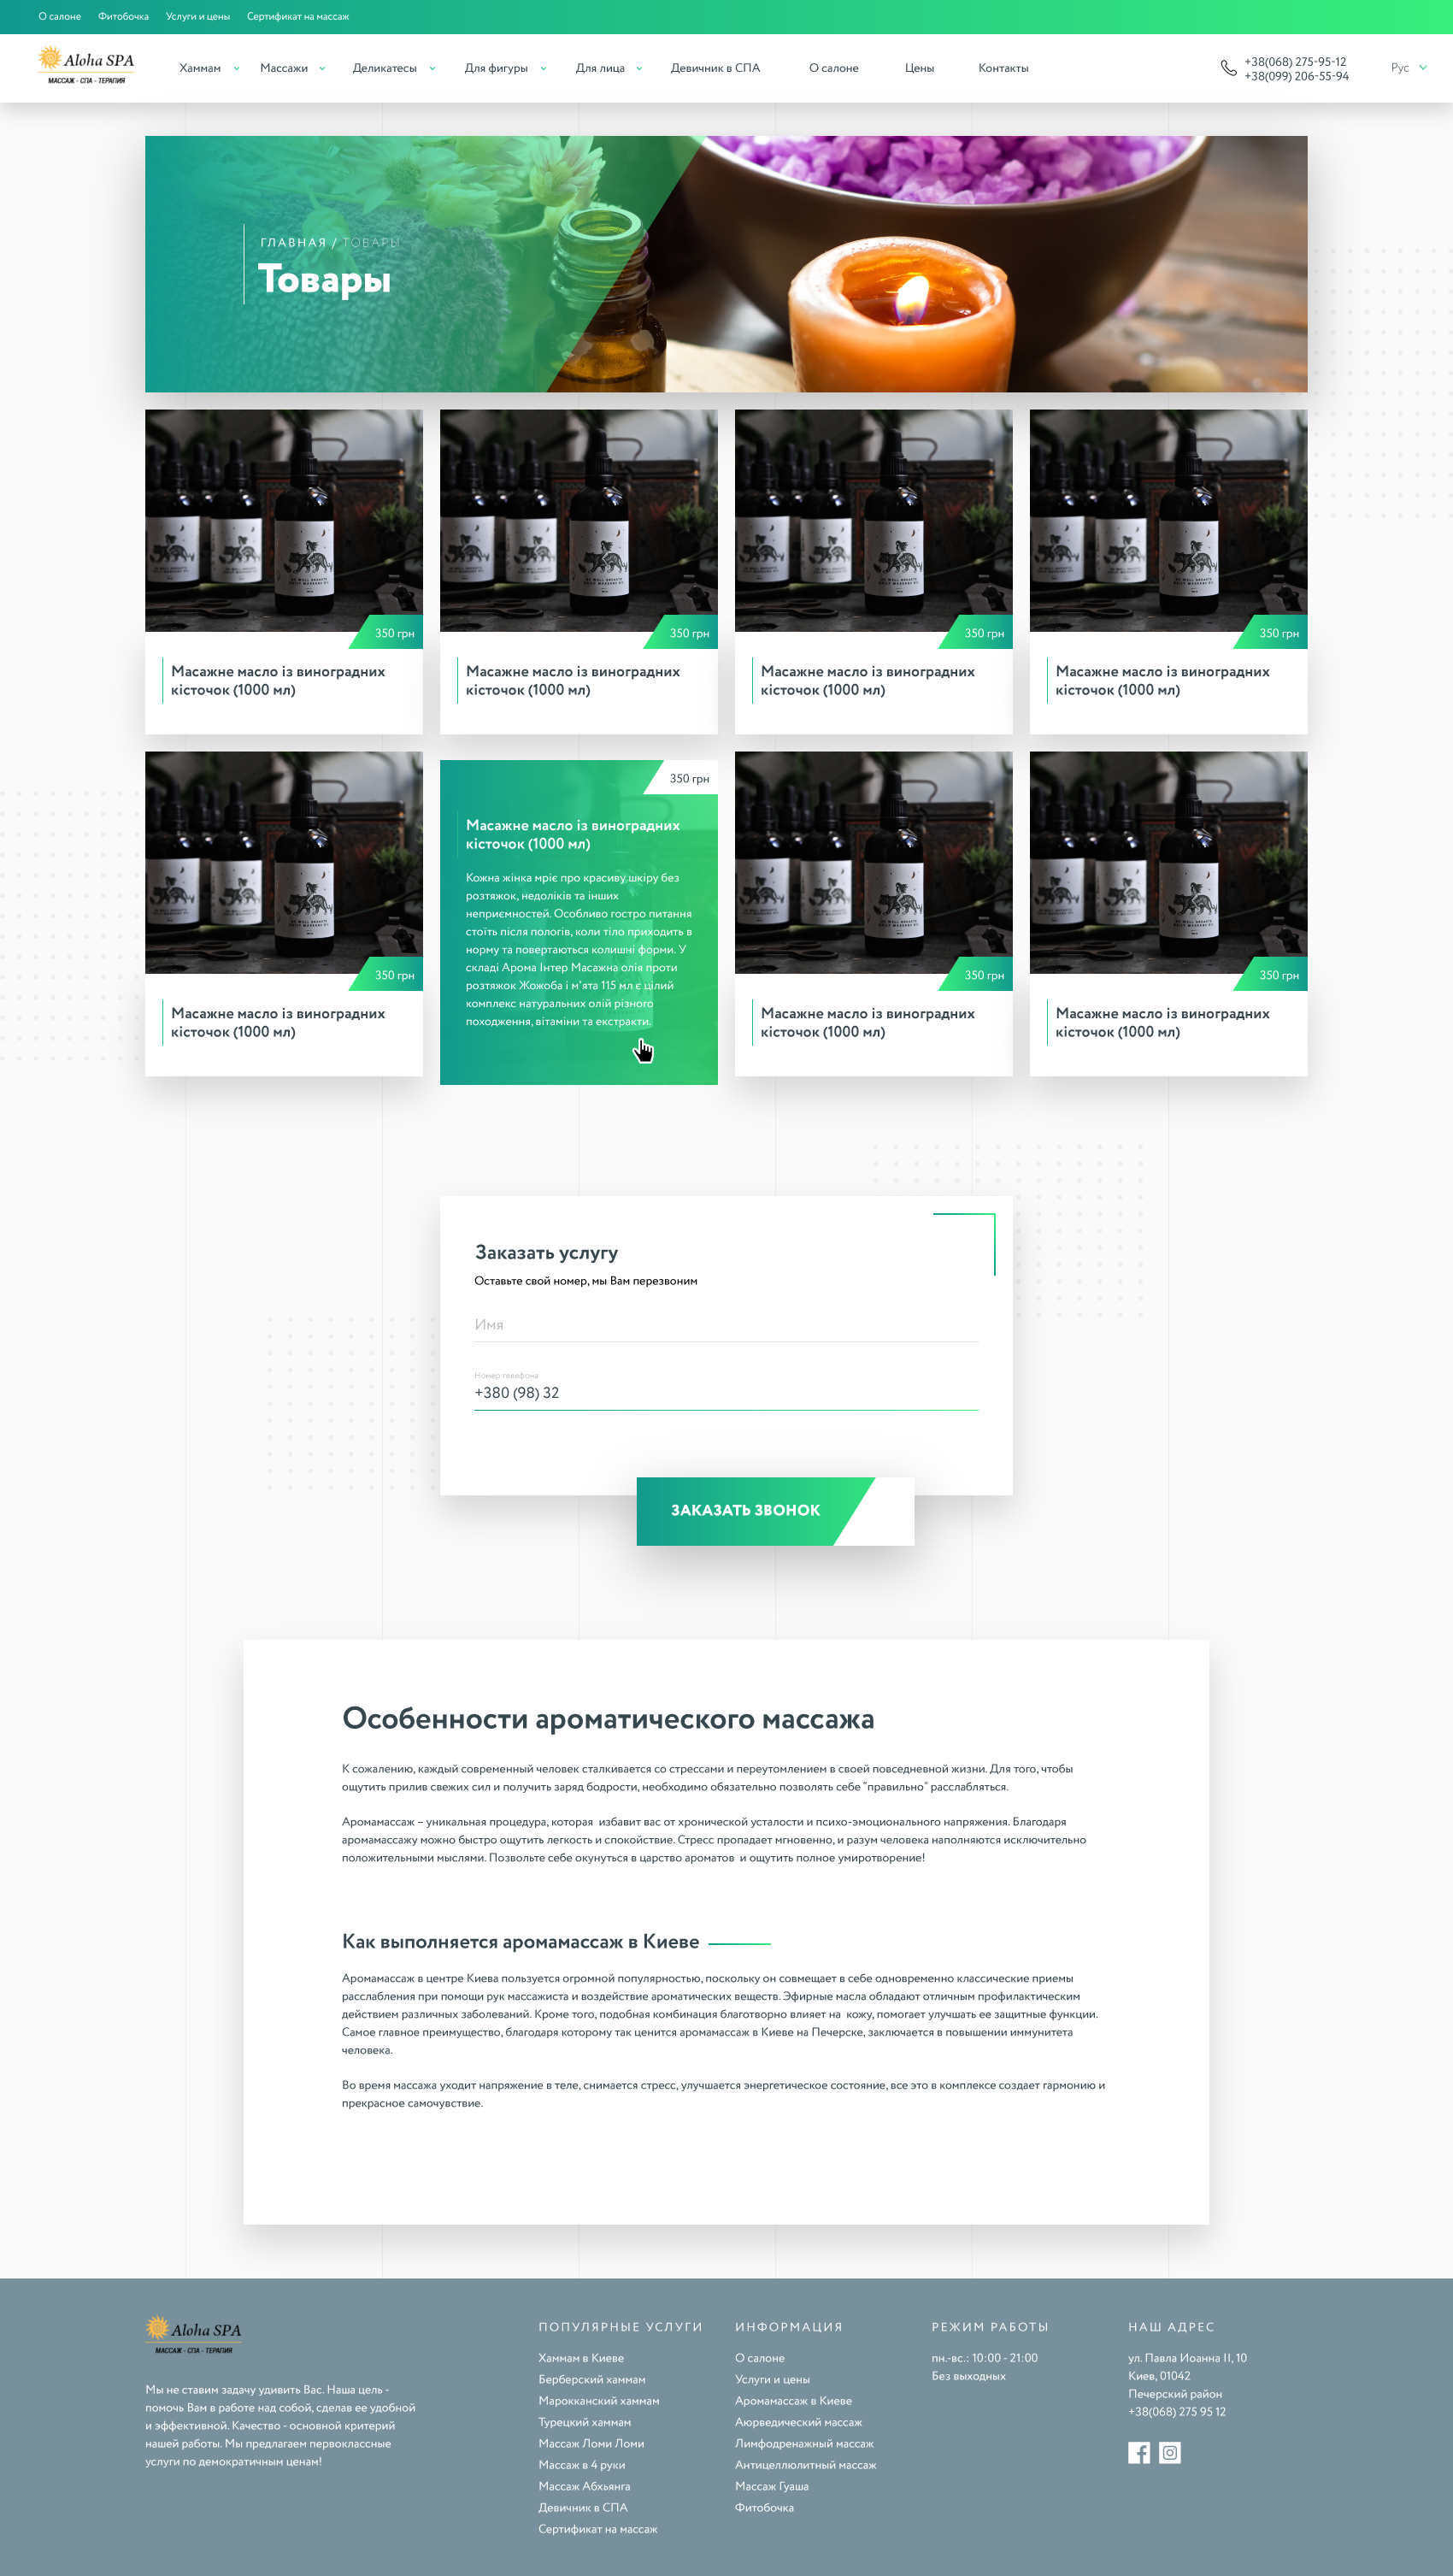 О салоне Фитобочка Услуги и цены Сертификат на массаж
Aloha SPA
МАССАЖ - СПА - ТЕРАПИЯ
Хаммам Массажи Деликатесы Для фигуры Для лица Девичник в СПА О салоне Цены Контакты
+38(068) 275-95-12
+38(099) 206-55-94
Рус
ГЛАВНАЯ / ТОВАРЫ
Товары
350 грн 350 грн 350 грн 350 грн
Масажне масло із виноградних
кісточок (1000 мл)
Масажне масло із виноградних
кісточок (1000 мл)
Масажне масло із виноградних
кісточок (1000 мл)
Масажне масло із виноградних
кісточок (1000 мл)
350 грн
Масажне масло із виноградних
кісточок (1000 мл)
350 грн
Масажне масло із виноградних
кісточок (1000 мл)
Кожна жінка мріє про красиву шкіру без
розтяжок, недоліків та інших
неприємностей. Особливо гостро питання
стоїть після пологів, коли тіло приходить в
норму та повертаються колишні форми. У
складі Арома Інтер Масажна олія проти
розтяжок Жожоба і м'ята 115 мл є цілий
комплекс натуральних олій різного
походження, вітаміни та екстракти.
350 грн
Масажне масло із виноградних
кісточок (1000 мл)
350 грн
Масажне масло із виноградних
кісточок (1000 мл)
Заказать услугу
Оставьте свой номер, мы Вам перезвоним
Имя
Номер телефона
+380 (98) 32
ЗАКАЗАТЬ ЗВОНОК
Особенности ароматического массажа
К сожалению, каждый современный человек сталкивается со стрессами и переутомлением в своей повседневной жизни. Для того, чтобы
ощутить прилив свежих сил и получить заряд бодрости, необходимо обязательно позволять себе "правильно" расслабляться.
Аромамассаж – уникальная процедура, которая избавит вас от хронической усталости и психо-эмоционального напряжения. Благодаря
аромамассажу можно быстро ощутить легкость и спокойствие. Стресс пропадает мгновенно, и разум человека наполняются исключительно
положительными мыслями. Позвольте себе окунуться в царство ароматов и ощутить полное умиротворение!
Как выполняется аромамассаж в Киеве
Аромамассаж в центре Киева пользуется огромной популярностью, поскольку он совмещает в себе одновременно классические приемы
расслабления при помощи рук массажиста и воздействие ароматических веществ. Эфирные масла обладают отличным профилактическим
действием различных заболеваний. Кроме того, подобная комбинация благотворно влияет на кожу, помогает улучшать ее защитные функции.
Самое главное преимущество, благодаря которому так ценится аромамассаж в Киеве на Печерске, заключается в повышении иммунитета
человека.
Во время массажа уходит напряжение в теле, снимается стресс, улучшается энергетическое состояние, все это в комплексе создает гармонию и
прекрасное самочувствие.
Aloha SPA
МАССАЖ - СПА - ТЕРАПИЯ
Мы не ставим задачу удивить Вас. Наша цель -
помочь Вам в работе над собой, сделав ее удобной
и эффективной. Качество - основной критерий
нашей работы. Мы предлагаем первоклассные
услуги по демократичным ценам!
ПОПУЛЯРНЫЕ УСЛУГИ
Хаммам в Киеве
Берберский хаммам
Марокканский хаммам
Турецкий хаммам
Массаж Ломи Ломи
Массаж в 4 руки
Массаж Абхьянга
Девичник в СПА
Сертификат на массаж
ИНФОРМАЦИЯ
О салоне
Услуги и цены
Аромамассаж в Киеве
Аюрведический массаж
Лимфодренажный массаж
Антицеллюлитный массаж
Массаж Гуаша
Фитобочка
РЕЖИМ РАБОТЫ
пн.-вс.: 10:00 - 21:00
Без выходных
НАШ АДРЕС
ул. Павла Иоанна II, 10
Киев, 01042
Печерский район
+38(068) 275 95 12